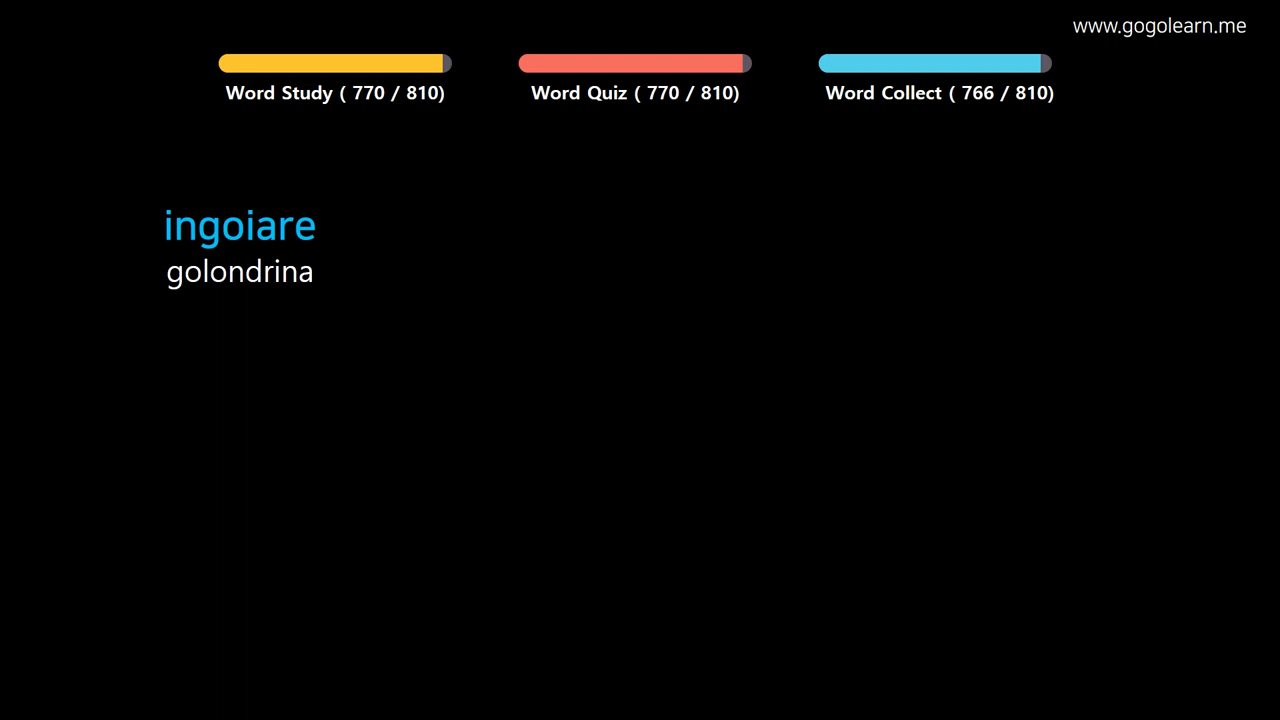 www.gogolearn.me
Word Study ( 770 / 810)
Word Quiz ( 770 / 810)
Word Collect ( 766 / 810)
ingoiare
golondrina